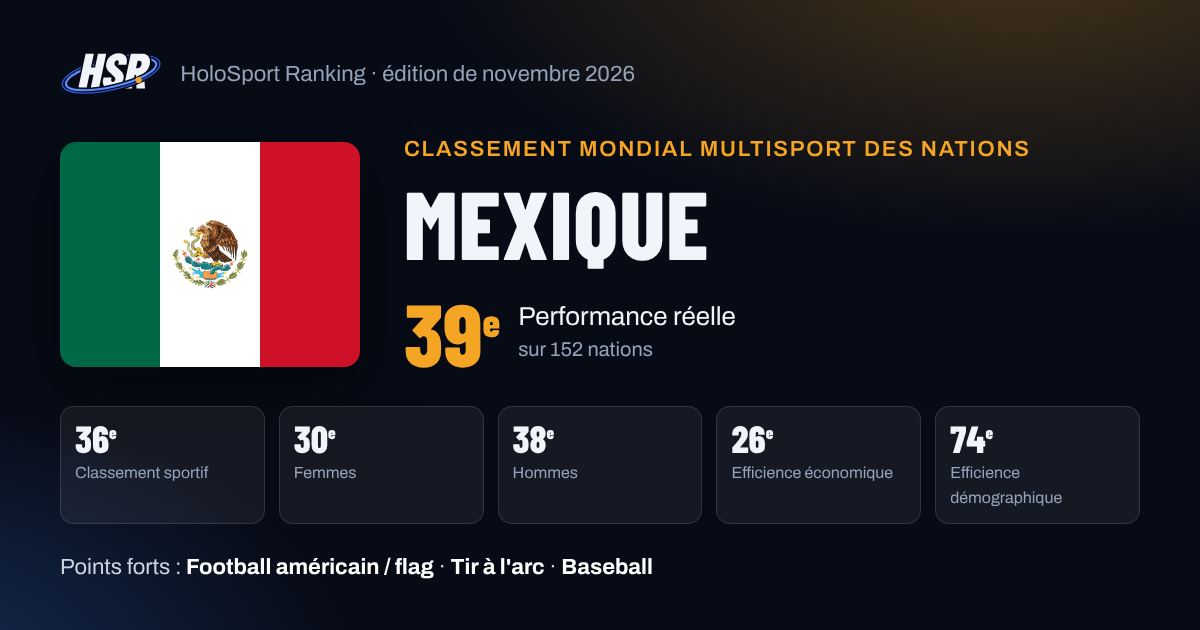 HSR
HoloSport Ranking · édition de novembre 2026
CLASSEMENT MONDIAL MULTISPORT DES NATIONS
MEXIQUE
39e Performance réelle
sur 152 nations
36e
Classement sportif
30e
Femmes
38e
Hommes
26e
Efficience économique
74e
Efficience
démographique
Points forts : Football américain / flag · Tir à l'arc · Baseball